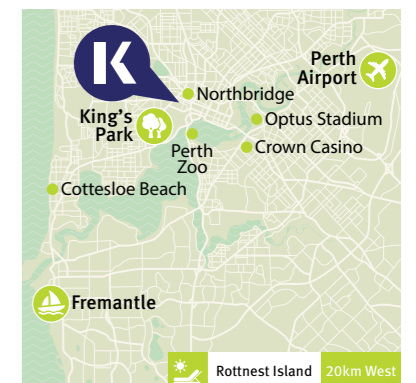 K
Perth
Airport
Northbridge
King's
Park
Optus Stadium
Perth
Zoo
Crown Casino
Cottesloe Beach
Fremantle
Rottnest Island 20km West